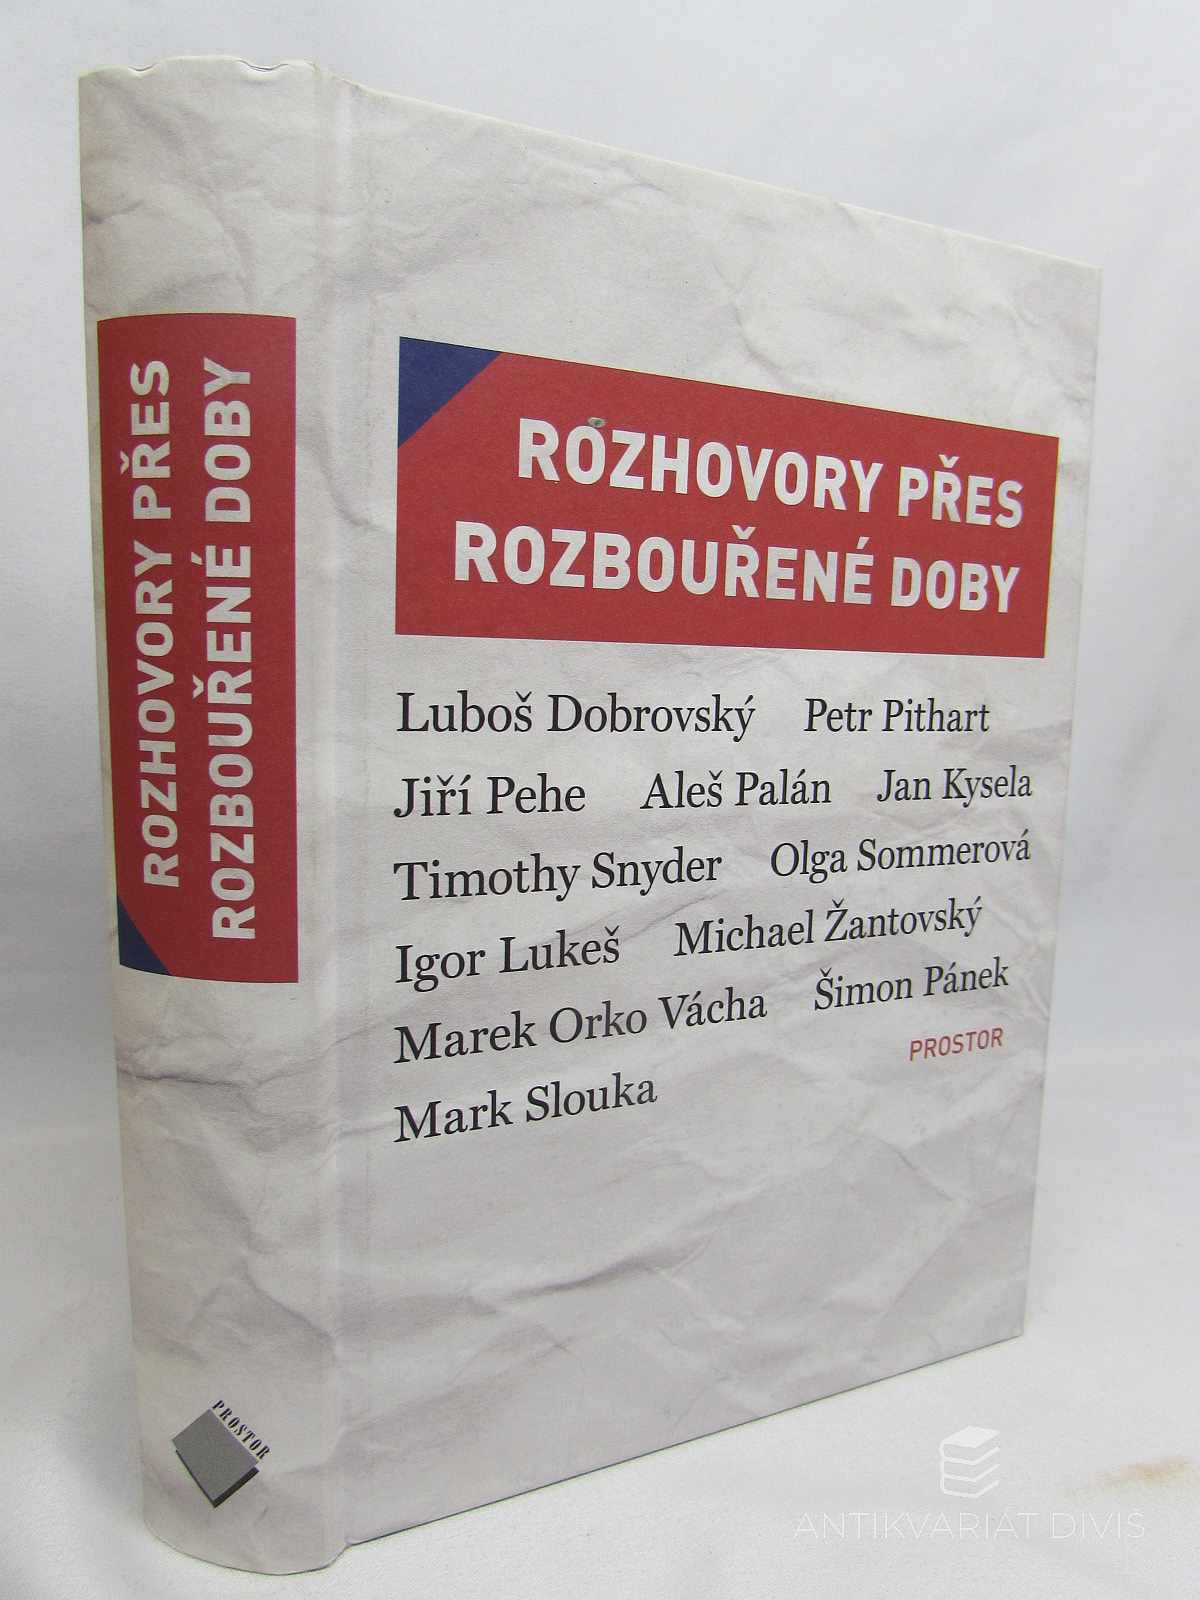 ROZHOVORY PŘES
ROZBOUŘENÉ DOBY
PROSTOR
ROZHOVORY PŘES
ROZBOUŘENÉ DOBY
Luboš Dobrovský Petr Pithart
Jiří Pehe Aleš Palán Jan Kysela
Timothy Snyder Olga Sommerová
Igor Lukeš Michael Žantovský
Marek Orko Vácha Šimon Pánek
Mark Slouka
PROSTOR
ANTIKVARIÁT DIVIŠ